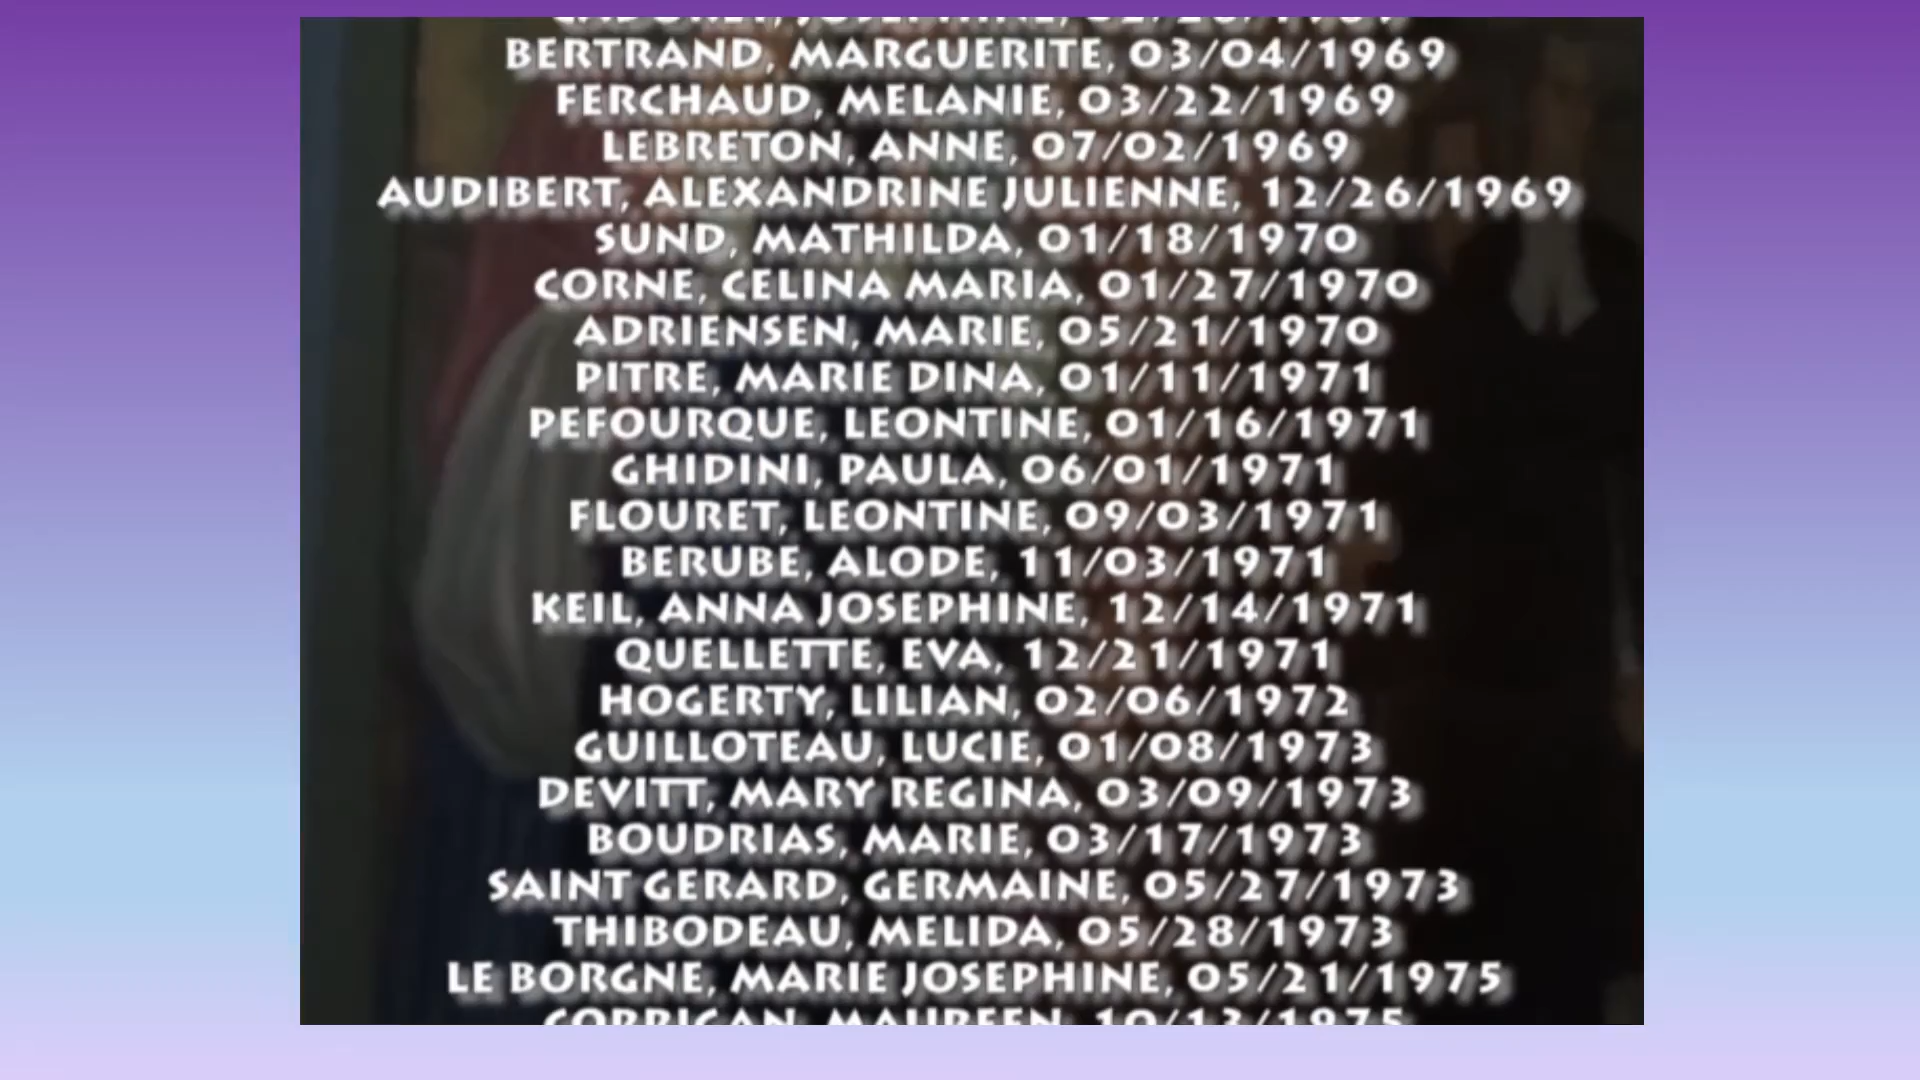 BERTRAND, MARGUERITE, 03/04/1969
FERCHAUD, MELANIE, 03/22/1969
LEBRETON, ANNE, 07/02/1969
AUDIBERT, ALEXANDRINE JULIENNE, 12/26/1969
SUND, MATHILDA, 01/18/1970
CORNE, CELINA MARIA, 01/27/1970
ADRIENSEN, MARIE, 05/21/1970
PITRE, MARIE DINA, 01/11/1971
PEFOURQUE, LEONTINE, 01/16/1971
GHIDINI, PAULA, 06/01/1971
FLOURET, LEONTINE, 09/03/1971
BERUBE, ALODE, 11/03/1971
KEIL, ANNA JOSEPHINE, 12/14/1971
QUELLETTE, EVA, 12/21/1971
HOGERTY, LILIAN, 02/06/1972
GUILLOTEAU, LUCIE, 01/08/1973
DEVITT, MARY REGINA, 03/09/1973
BOUDRIAS, MARIE, 03/17/1973
SAINT GERARD, GERMAINE, 05/27/1973
THIBODEAU, MELIDA, 05/28/1973
LE BORGNE, MARIE JOSEPHINE, 05/21/1975
CORRIGAN, MAUREEN, 10/13/1975